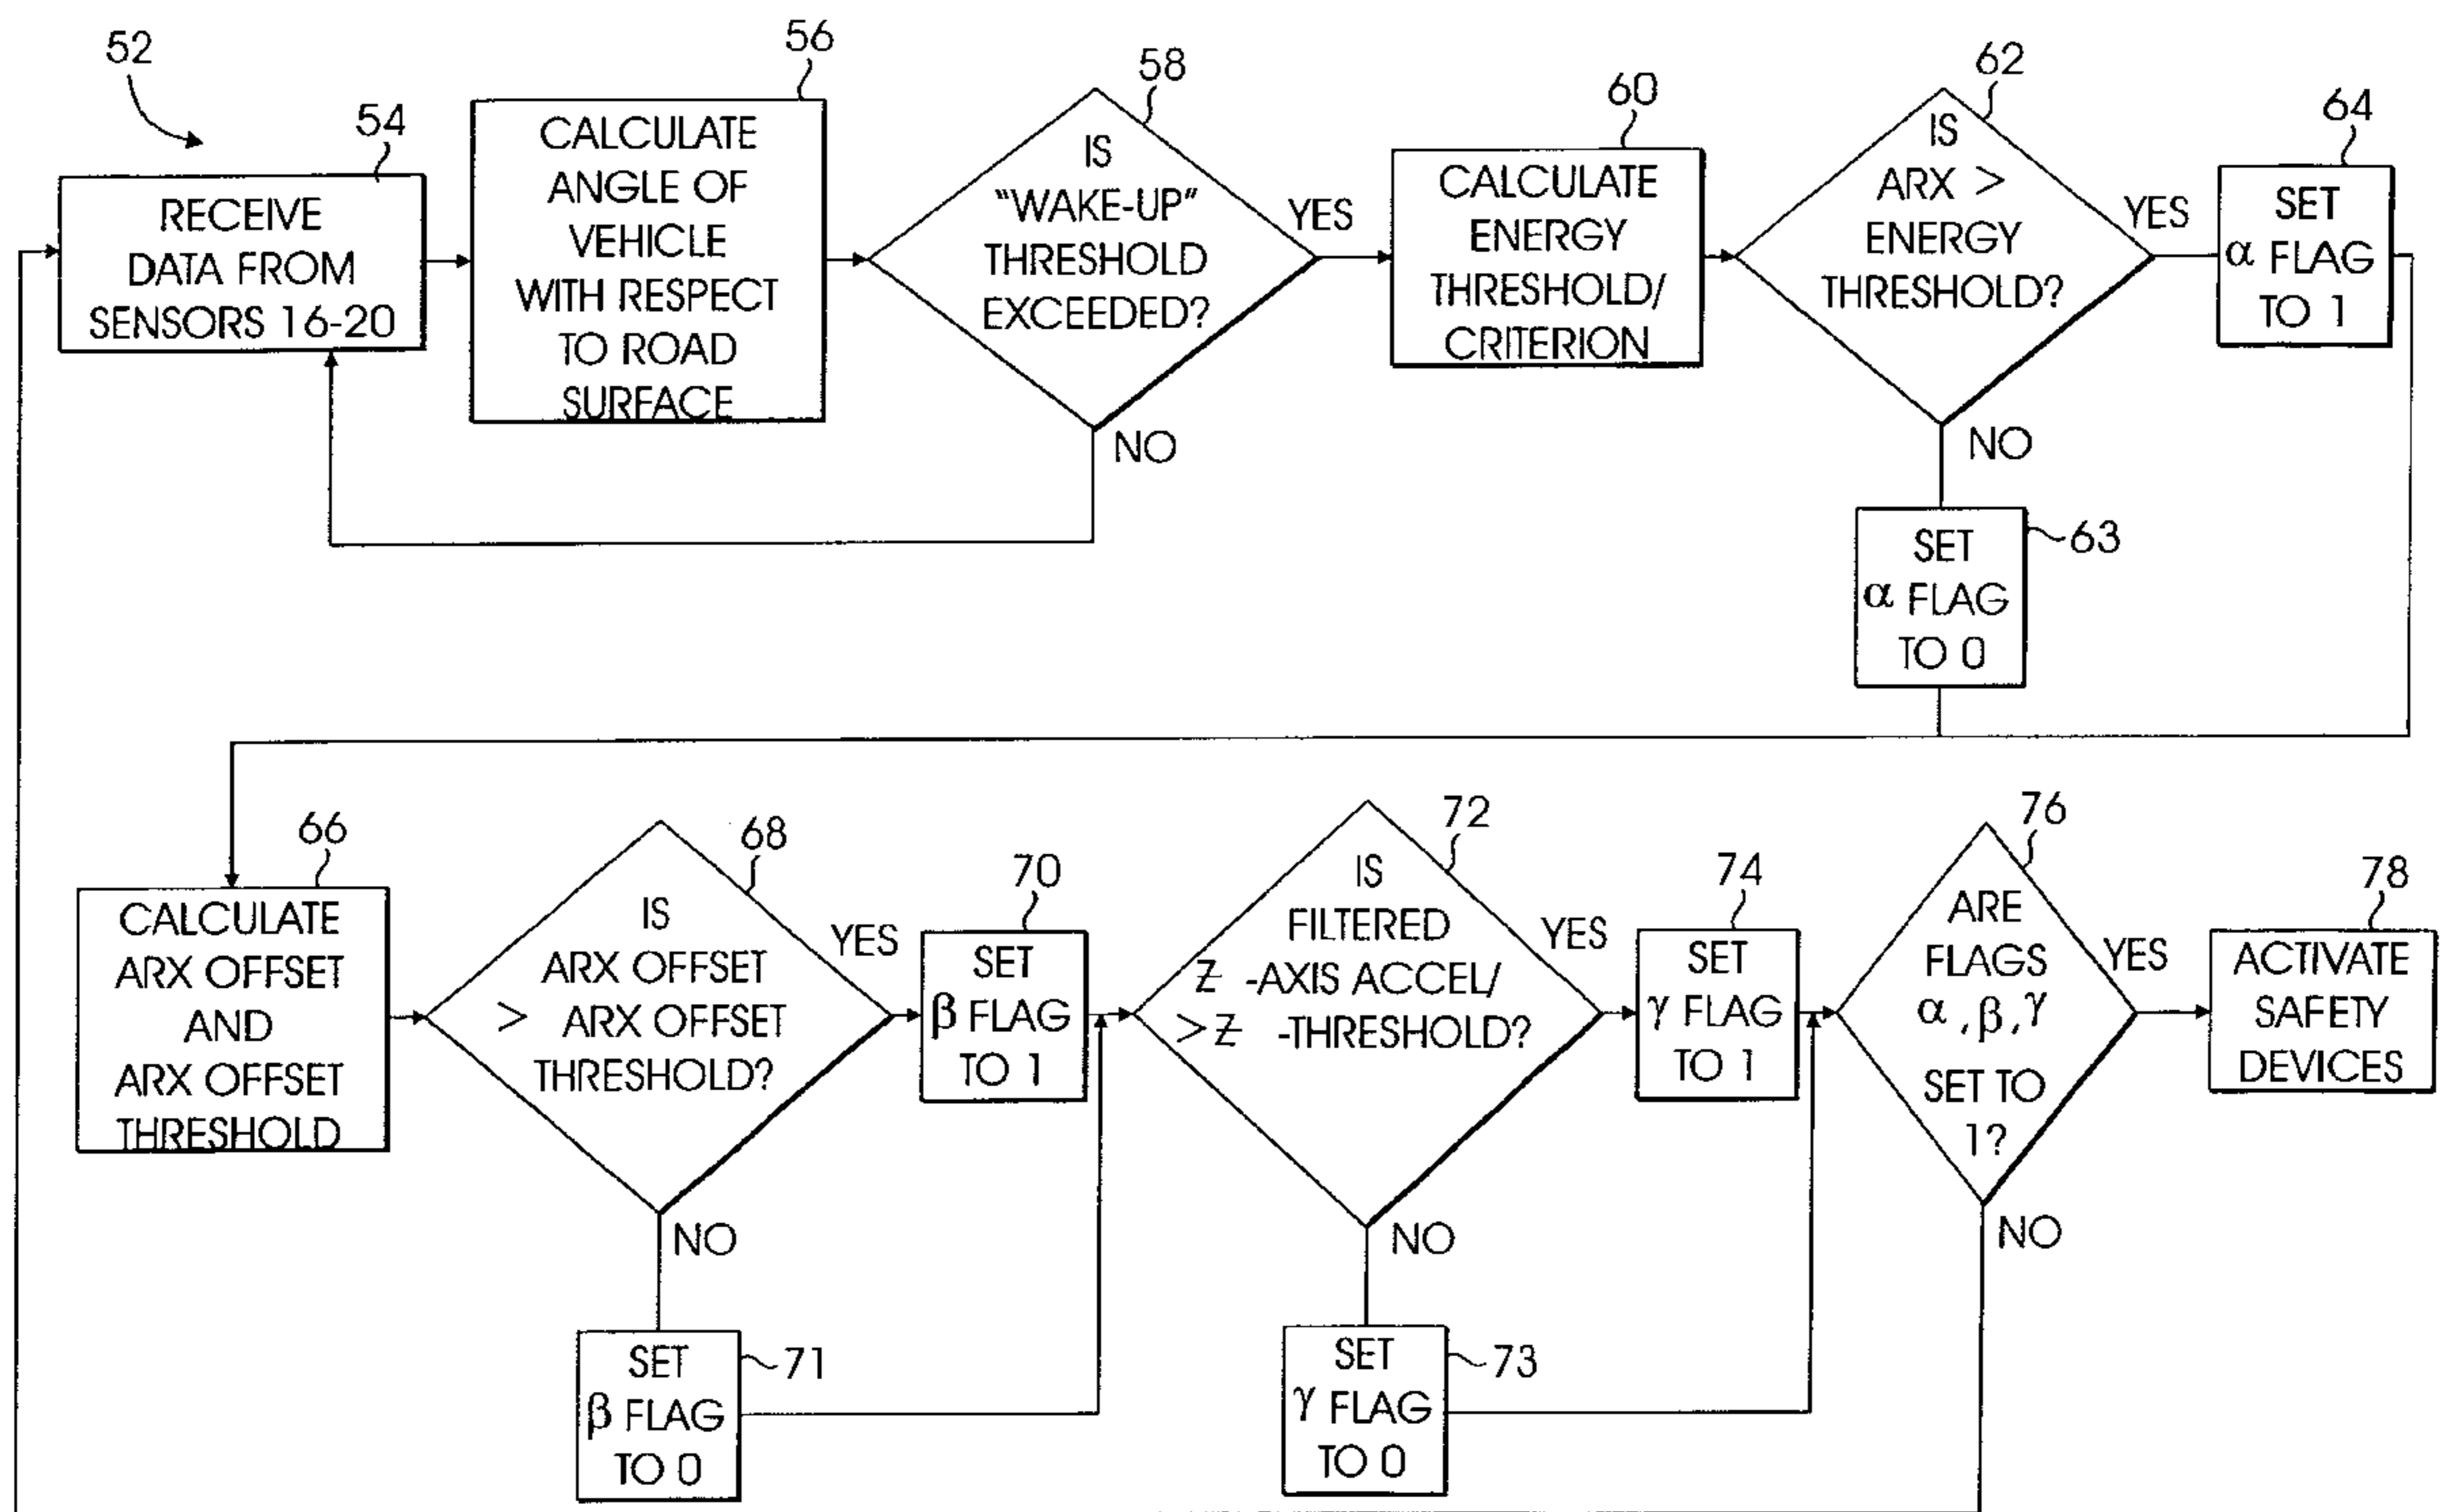 52
54
RECEIVE
DATA FROM
SENSORS 16-20
56
CALCULATE
ANGLE OF
VEHICLE
WITH RESPECT
TO ROAD
SURFACE
58
IS
“WAKE-UP”
THRESHOLD
EXCEEDED?
YES
NO
60
CALCULATE
ENERGY
THRESHOLD/
CRITERION
62
IS
ARX >
ENERGY
THRESHOLD?
YES
NO
64
SET
α FLAG
TO 1
63
SET
α FLAG
TO 0
66
CALCULATE
ARX OFFSET
AND
ARX OFFSET
THRESHOLD
68
IS
ARX OFFSET
> ARX OFFSET
THRESHOLD?
YES
NO
70
SET
β FLAG
TO 1
71
SET
β FLAG
TO 0
72
IS
FILTERED
Z -AXIS ACCEL/
> Z -THRESHOLD?
YES
NO
74
SET
γ FLAG
TO 1
73
SET
γ FLAG
TO 0
76
ARE
FLAGS
α , β , γ
SET TO
1?
YES
NO
78
ACTIVATE
SAFETY
DEVICES